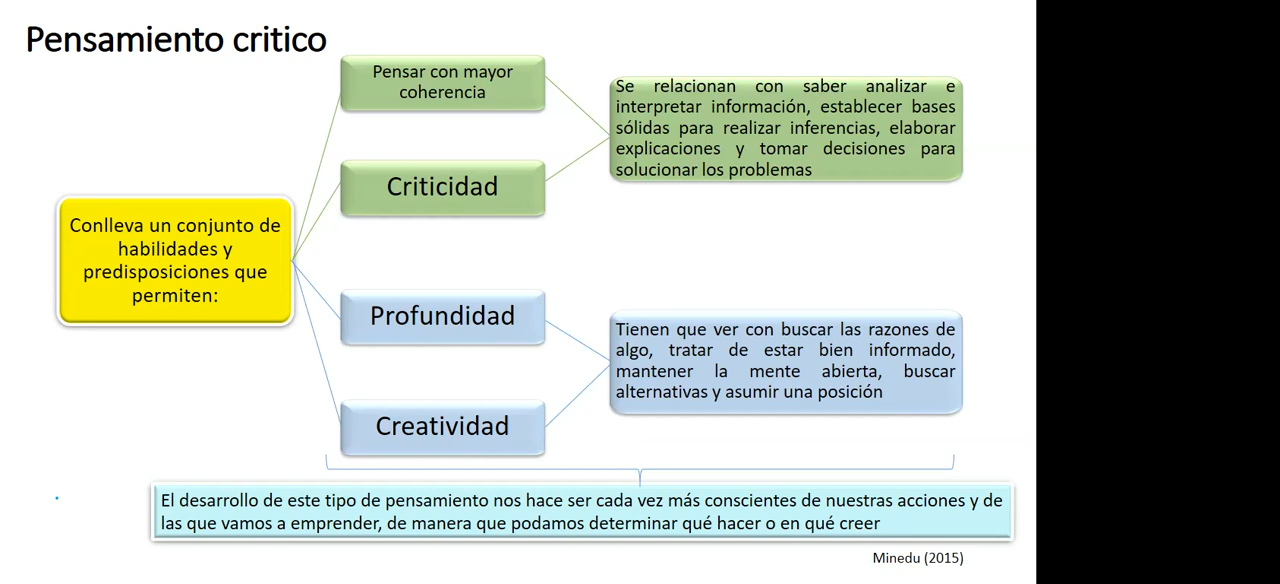 Pensamiento critico
Pensar con mayor
coherencia
Se relacionan con saber analizar e
interpretar información, establecer bases
sólidas para realizar inferencias, elaborar
explicaciones y tomar decisiones para
solucionar los problemas
Criticidad
Conlleva un conjunto de
habilidades y
predisposiciones que
permiten:
Profundidad
Tienen que ver con buscar las razones de
algo, tratar de estar bien informado,
mantener la mente abierta, buscar
alternativas y asumir una posición
Creatividad
El desarrollo de este tipo de pensamiento nos hace ser cada vez más conscientes de nuestras acciones y de
las que vamos a emprender, de manera que podamos determinar qué hacer o en qué creer
Minedu (2015)